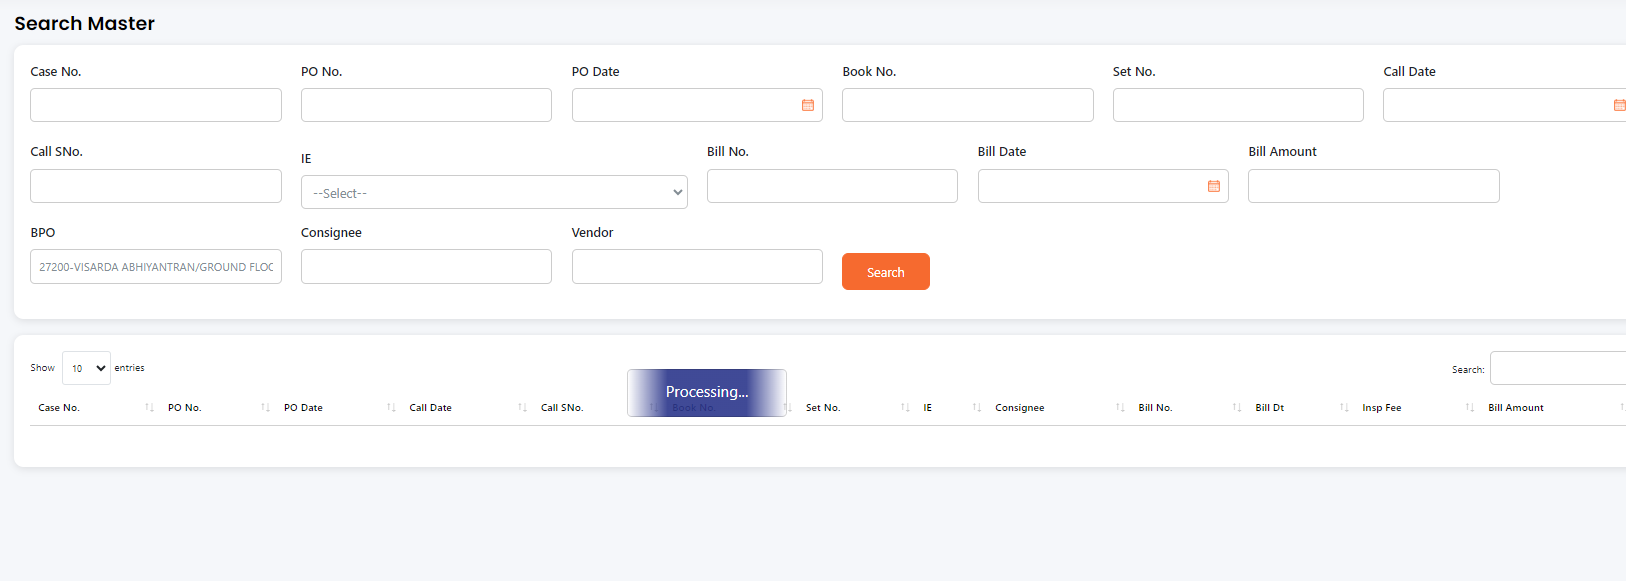 Search Master
Case No. PO No. PO Date Book No. Set No. Call Date
Call SNo. IE Bill No. Bill Date Bill Amount
--Select--
BPO Consignee Vendor
27200-VISARDA ABHIYANTRAN/GROUND FLOC
Search
Show 10 entries Search:
Processing...
Case No. PO No. PO Date Call Date Call SNo. Book No. Set No. IE Consignee Bill No. Bill Dt Insp Fee Bill Amount